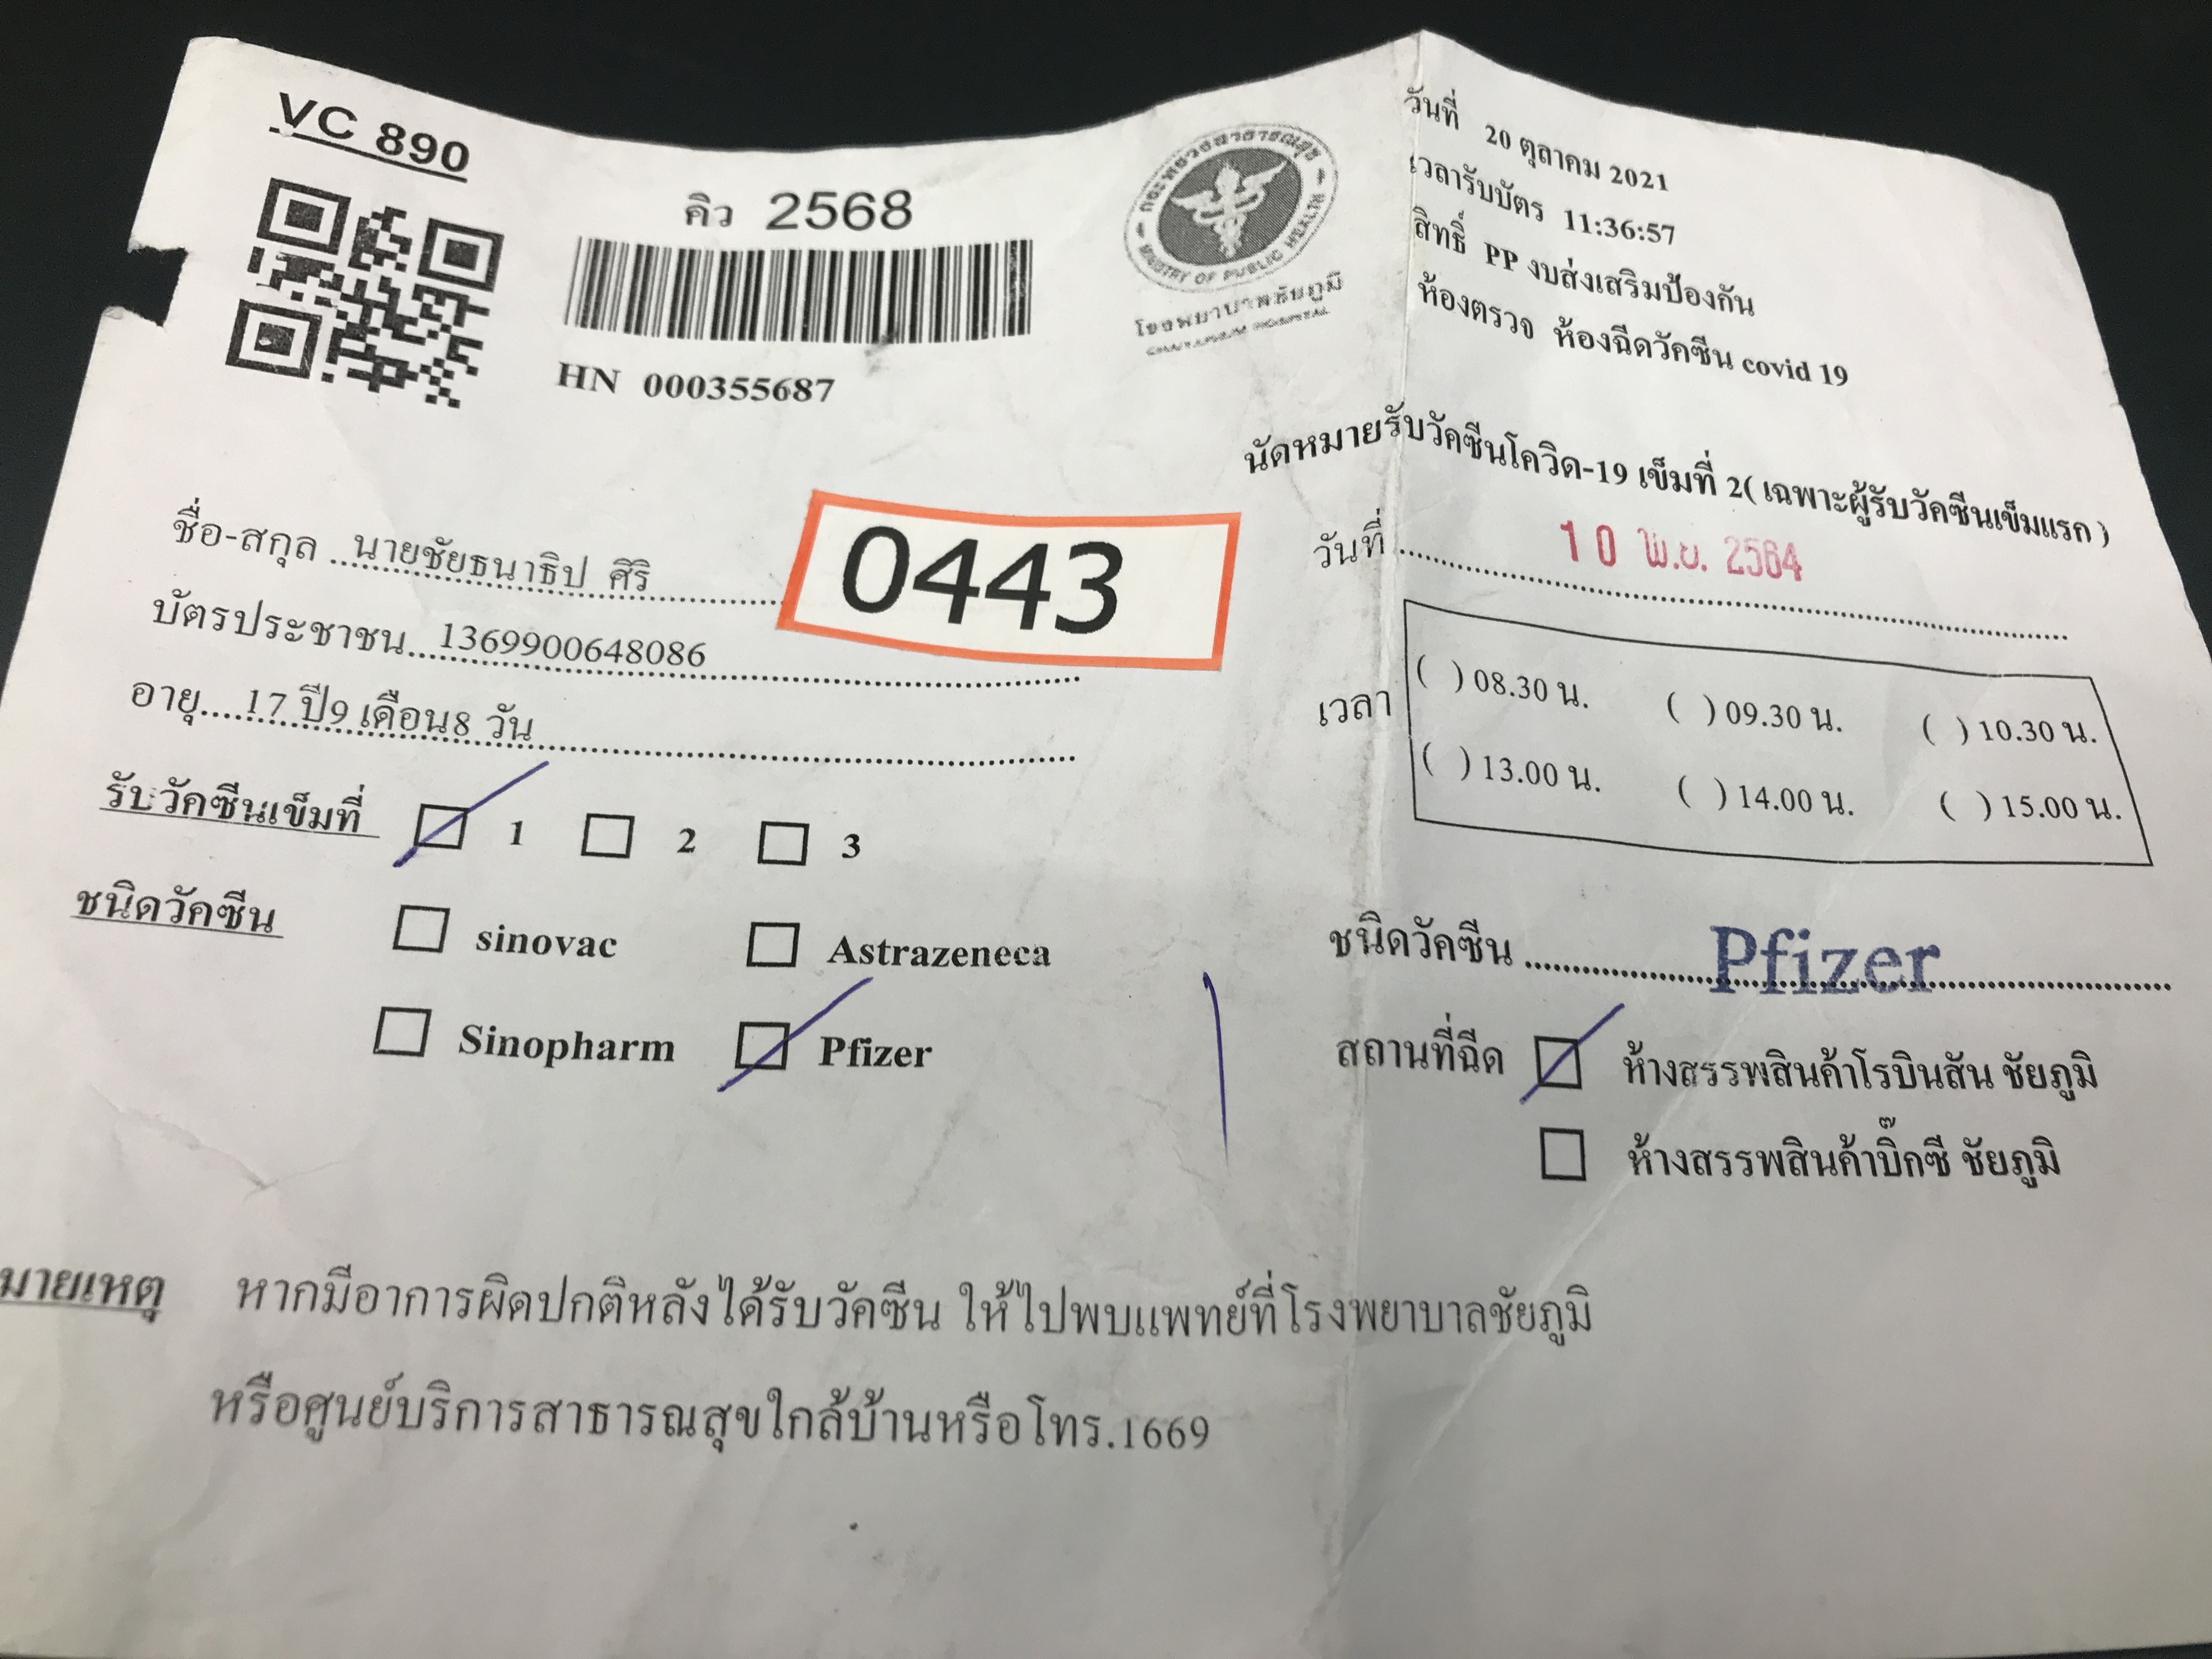 VC 890
คิว 2568
HN 000355687
กระทรวงสาธารณสุข
MINISTRY OF PUBLIC HEALTH
โรงพยาบาลชัยภูมิ
CHAIYAPHUM HOSPITAL
วันที่ 20 ตุลาคม 2021
เวลารับบัตร 11:36:57
สิทธิ์ PP งบส่งเสริมป้องกัน
ห้องตรวจ ห้องฉีดวัคซีน covid 19
ชื่อ-สกุล นายชัยธนาธิป ศิริ
บัตรประชาชน 1369900648086
อายุ 17 ปี9 เดือน8 วัน
0443
รับวัคซีนเข็มที่ 1 2 3
ชนิดวัคซีน sinovac Astrazeneca
Sinopharm Pfizer
นัดหมายรับวัคซีนโควิด-19 เข็มที่ 2( เฉพาะผู้รับวัคซีนเข็มแรก )
วันที่ 10 พ.ย. 2564
เวลา ( ) 08.30 น. ( ) 09.30 น. ( ) 10.30 น.
( ) 13.00 น. ( ) 14.00 น. ( ) 15.00 น.
ชนิดวัคซีน Pfizer
สถานที่ฉีด ห้างสรรพสินค้าโรบินสัน ชัยภูมิ
ห้างสรรพสินค้าบิ๊กซี ชัยภูมิ
มายเหตุ หากมีอาการผิดปกติหลังได้รับวัคซีน ให้ไปพบแพทย์ที่โรงพยาบาลชัยภูมิ
หรือศูนย์บริการสาธารณสุขใกล้บ้านหรือโทร.1669